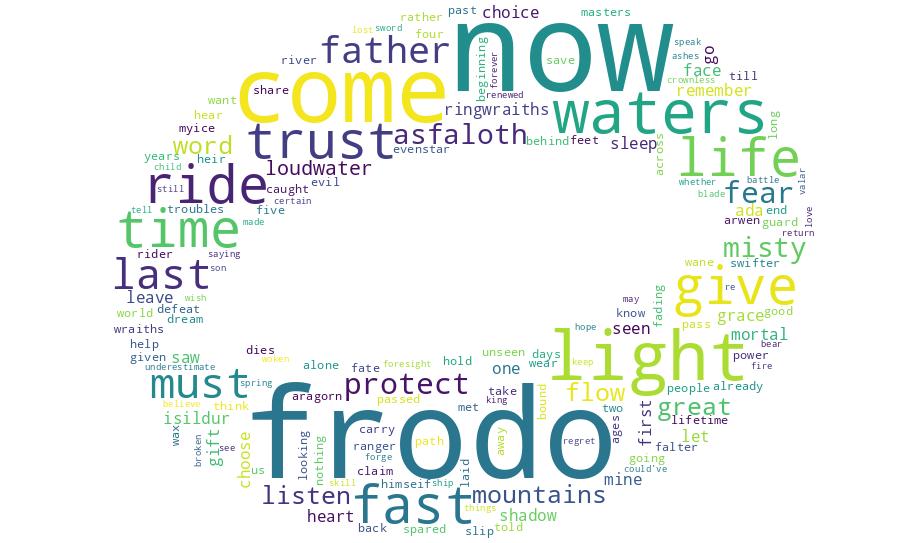 past choice masters
rather
lost sword four
father now speak
river beginning forever save ashes go
face till
come crownless
want share renewed remember
hear ringwraiths waters long
myice trust asfaloth
word evenstar behind feet sleep across life
years heir loudwater
child evil whether battle valar
ride still caught certain blade fear
tell troubles five ada end love
time made arwen guard return
rider saying misty
last son wane swifter
leave wish re give
world defeat may fading grace good
wraiths dream know pass
help hope seen mortal
given saw dies light power bear
underestimate woken alone fate foresight hold unseen days one wear keep fire
must spring protect flow people already
believe think aragorn passed take king met bound two great lifetime
isildur frodo ages first let
wax carry path away regret falter
broken gift see us looking ranger nothing forge claim laid going could've
choose skill himseif ship mine
listen fast things mountains
heart shadow
back spared slip told